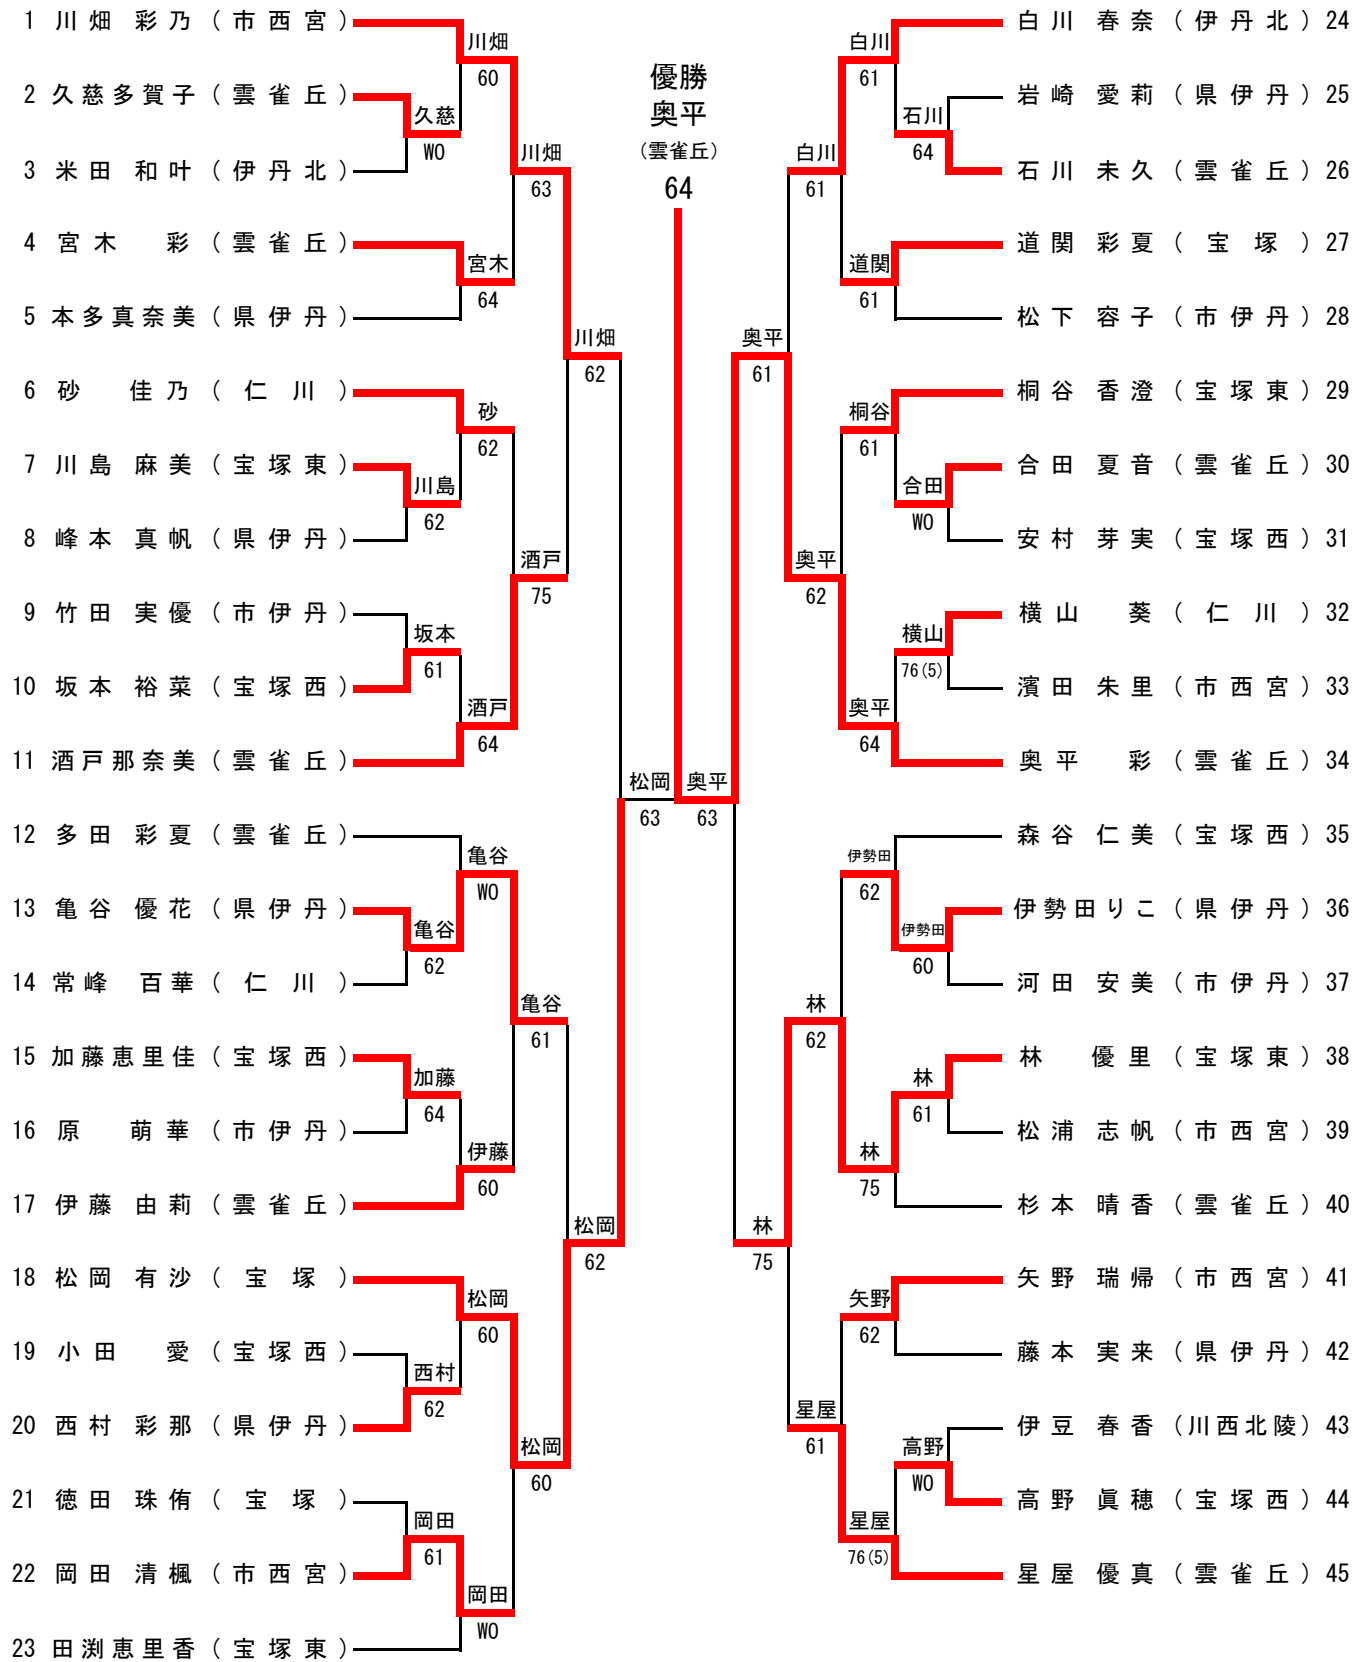 1 川畑 彩乃 (市西宮)
2 久慈多賀子 (雲雀丘)
3 米田 和叶 (伊丹北)
4 宮木 彩 (雲雀丘)
5 本多真奈美 (県伊丹)
6 砂 佳乃 (仁川)
7 川島 麻美 (宝塚東)
8 峰本 真帆 (県伊丹)
9 竹田 実優 (市伊丹)
10 坂本 裕菜 (宝塚西)
11 酒戸那奈美 (雲雀丘)
12 多田 彩夏 (雲雀丘)
13 亀谷 優花 (県伊丹)
14 常峰 百華 (仁川)
15 加藤恵里佳 (宝塚西)
16 原 萌華 (市伊丹)
17 伊藤 由莉 (雲雀丘)
18 松岡 有沙 (宝塚)
19 小田 愛 (宝塚西)
20 西村 彩那 (県伊丹)
21 徳田 珠侑 (宝塚)
22 岡田 清楓 (市西宮)
23 田渕恵里香 (宝塚東)
久慈
WO
川島
62
坂本
61
亀谷
62
加藤
64
西村
62
岡田
61
川畑
60
宮木
64
砂
62
酒戸
64
亀谷
WO
伊藤
60
松岡
60
岡田
WO
川畑
63
酒戸
75
亀谷
61
松岡
60
川畑
62
松岡
62
松岡
63
優勝
奥平
(雲雀丘)
64
奥平
63
奥平
61
林
75
白川
61
奥平
62
林
62
星屋
61
白川
61
道関
61
桐谷
61
奥平
64
伊勢田
62
林
75
矢野
62
星屋
76(5)
石川
64
合田
WO
横山
76(5)
伊勢田
60
林
61
高野
WO
白川 春奈 (伊丹北) 24
岩崎 愛莉 (県伊丹) 25
石川 未久 (雲雀丘) 26
道関 彩夏 (宝塚) 27
松下 容子 (市伊丹) 28
桐谷 香澄 (宝塚東) 29
合田 夏音 (雲雀丘) 30
安村 芽実 (宝塚西) 31
横山 葵 (仁川) 32
濱田 朱里 (市西宮) 33
奥平 彩 (雲雀丘) 34
森谷 仁美 (宝塚西) 35
伊勢田りこ (県伊丹) 36
河田 安美 (市伊丹) 37
林 優里 (宝塚東) 38
松浦 志帆 (市西宮) 39
杉本 晴香 (雲雀丘) 40
矢野 瑞帰 (市西宮) 41
藤本 実来 (県伊丹) 42
伊豆 春香 (川西北陵) 43
高野 眞穂 (宝塚西) 44
星屋 優真 (雲雀丘) 45